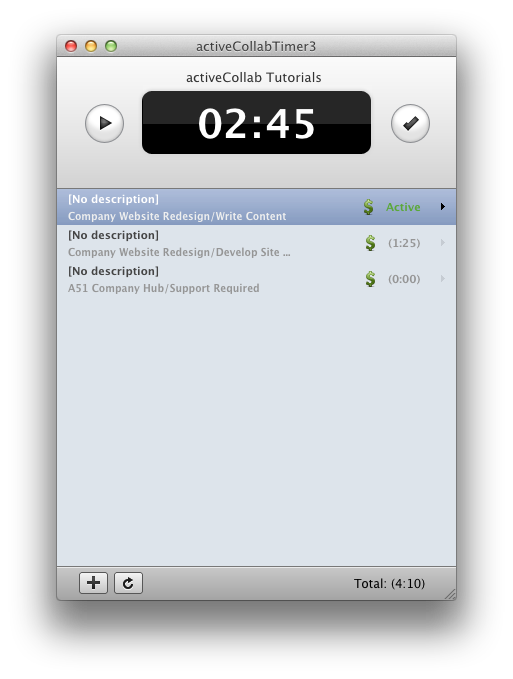 activeCollabTimer3
activeCollab Tutorials
02:45
[No description]
Company Website Redesign/Write Content
$ Active
[No description]
Company Website Redesign/Develop Site ...
$ (1:25)
[No description]
A51 Company Hub/Support Required
$ (0:00)
Total: (4:10)